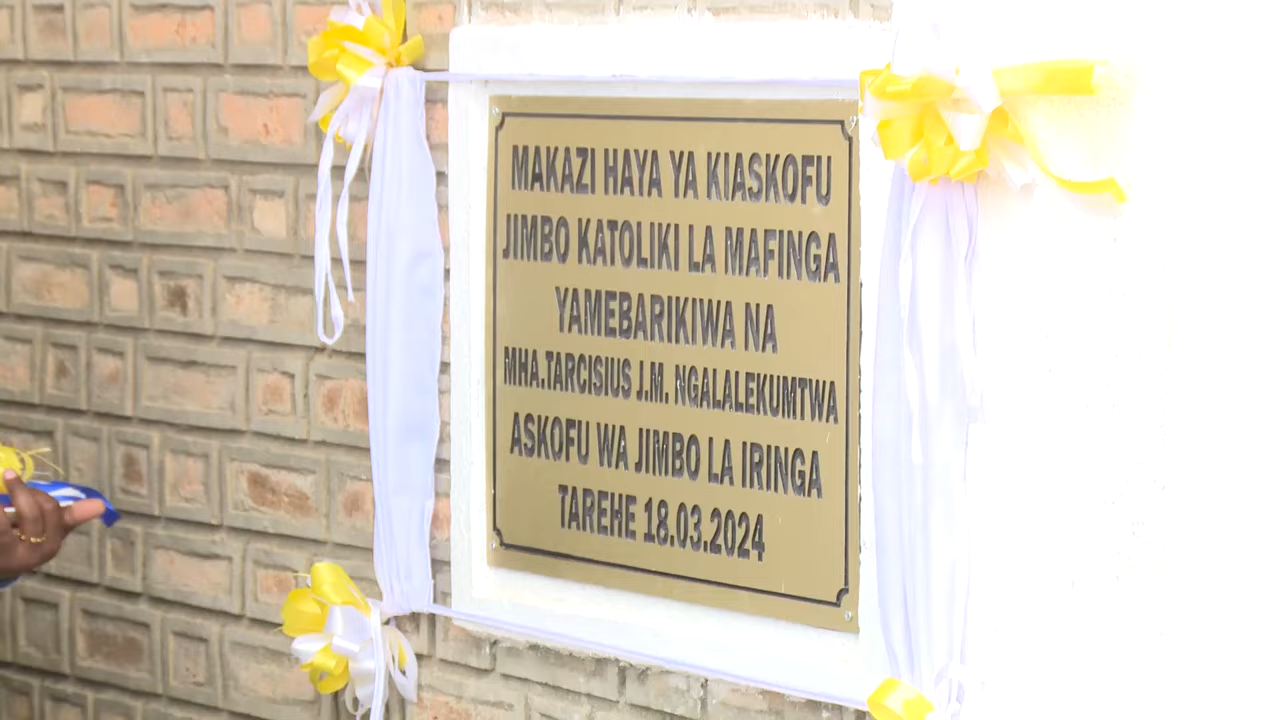 MAKAZI HAYA YA KIASKOFU
JIMBO KATOLIKI LA MAFINGA
YAMEBARIKIWA NA
MHA.TARCISIUS J.M. NGALALEKUMTWA
ASKOFU WA JIMBO LA IRINGA
TAREHE 18.03.2024